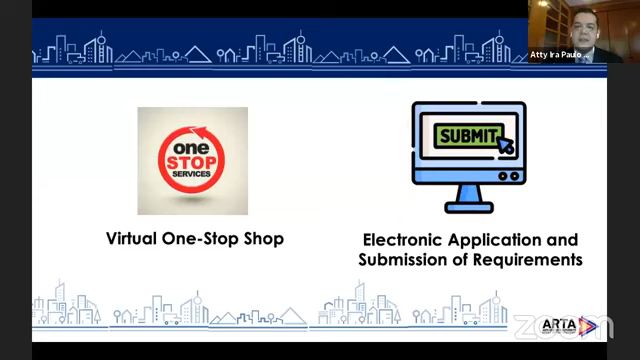 Atty Ira Paulo
one
STOP
SERVICES
SUBMIT
Virtual One-Stop Shop
Electronic Application and
Submission of Requirements
ARTA
zoom